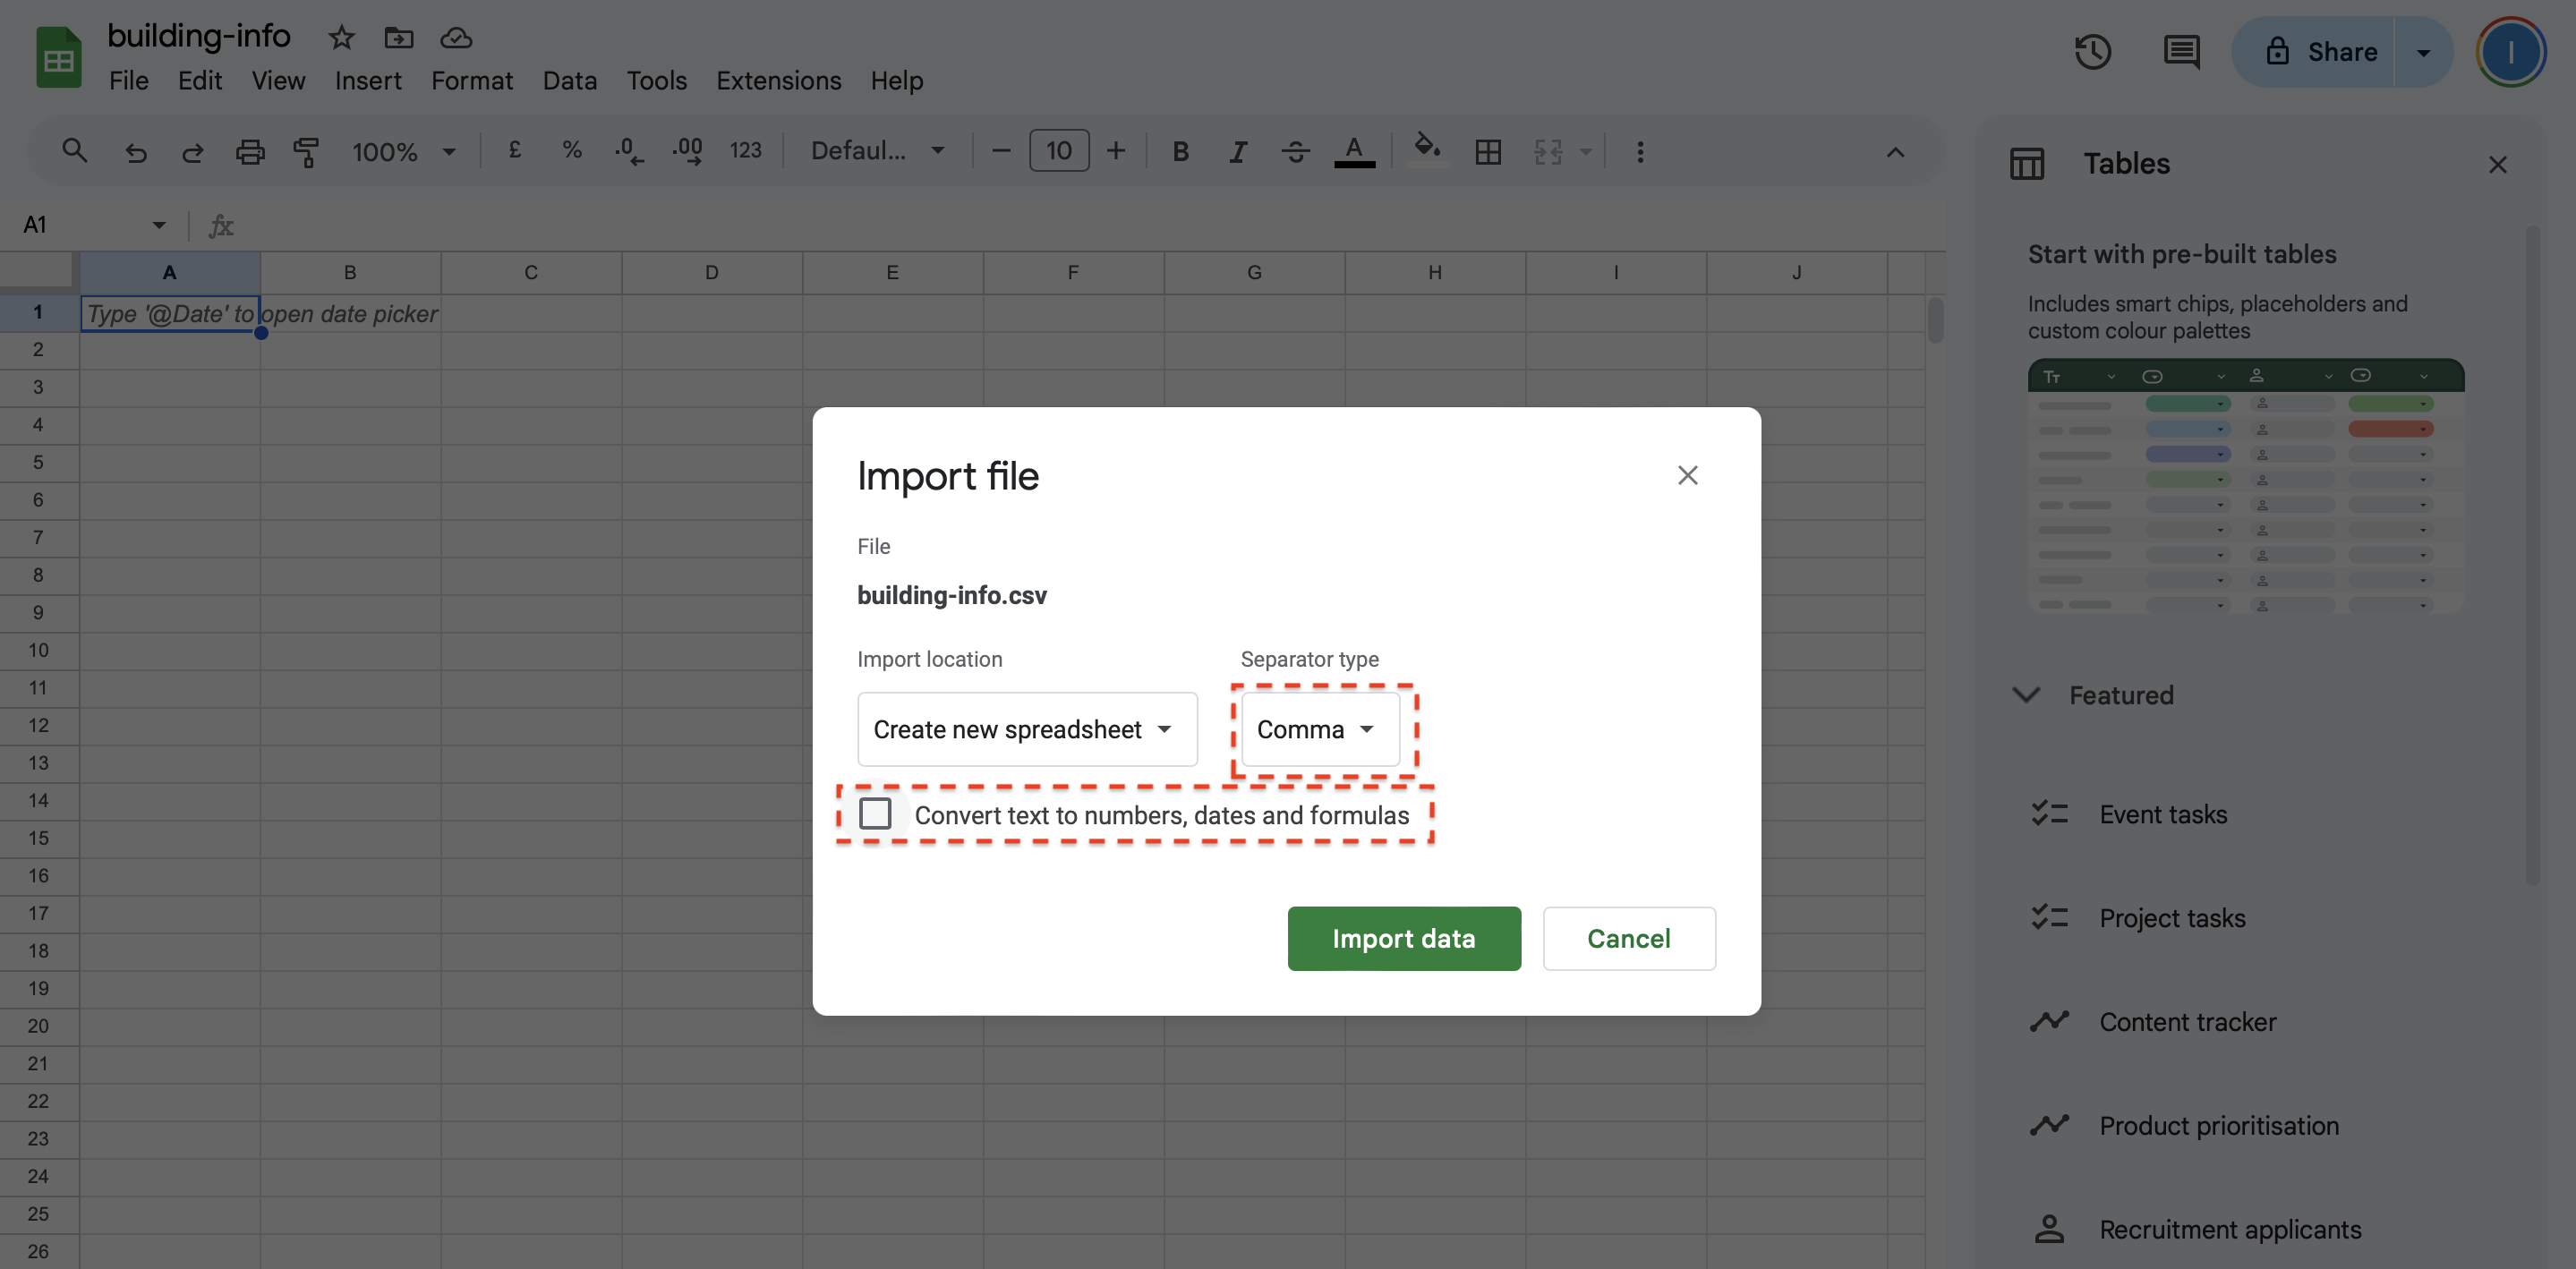 building-info
File Edit View Insert Format Data Tools Extensions Help
Share
I
100% £ % .0 .00 123 Defaul... 10 B I S A
A1 fx
A B C D E F G H I J
1 Type '@Date' to open date picker
2
3
4
5
6
7
8
9
10
11
12
13
14
15
16
17
18
19
20
21
22
23
24
25
26
Import file
File
building-info.csv
Import location Separator type
Create new spreadsheet Comma
Convert text to numbers, dates and formulas
Import data Cancel
Tables
Start with pre-built tables
Includes smart chips, placeholders and
custom colour palettes
Tт
Featured
Event tasks
Project tasks
Content tracker
Product prioritisation
Recruitment applicants